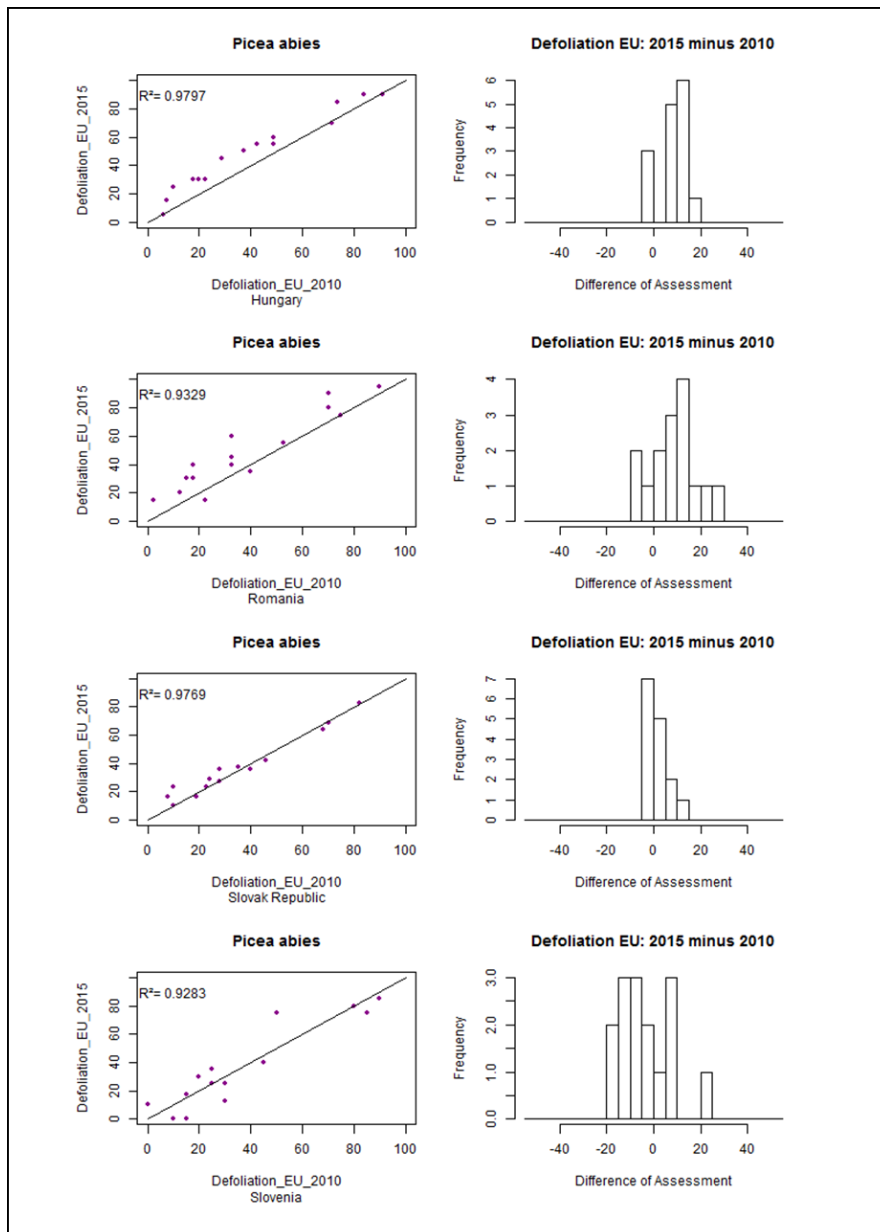 Picea abies
Defoliation EU: 2015 minus 2010
R²= 0.9797
Defoliation_EU_2015
0 20 40 60 80
0 20 40 60 80 100
Defoliation_EU_2010
Hungary
Frequency
0 1 2 3 4 5 6
-40 -20 0 20 40
Difference of Assessment
Picea abies
Defoliation EU: 2015 minus 2010
R²= 0.9329
Defoliation_EU_2015
0 20 40 60 80
0 20 40 60 80 100
Defoliation_EU_2010
Romania
Frequency
0 1 2 3 4
-40 -20 0 20 40
Difference of Assessment
Picea abies
Defoliation EU: 2015 minus 2010
R²= 0.9769
Defoliation_EU_2015
0 20 40 60 80
0 20 40 60 80 100
Defoliation_EU_2010
Slovak Republic
Frequency
0 1 2 3 4 5 6 7
-40 -20 0 20 40
Difference of Assessment
Picea abies
Defoliation EU: 2015 minus 2010
R²= 0.9283
Defoliation_EU_2015
0 20 40 60 80
0 20 40 60 80 100
Defoliation_EU_2010
Slovenia
Frequency
0.0 1.0 2.0 3.0
-40 -20 0 20 40
Difference of Assessment